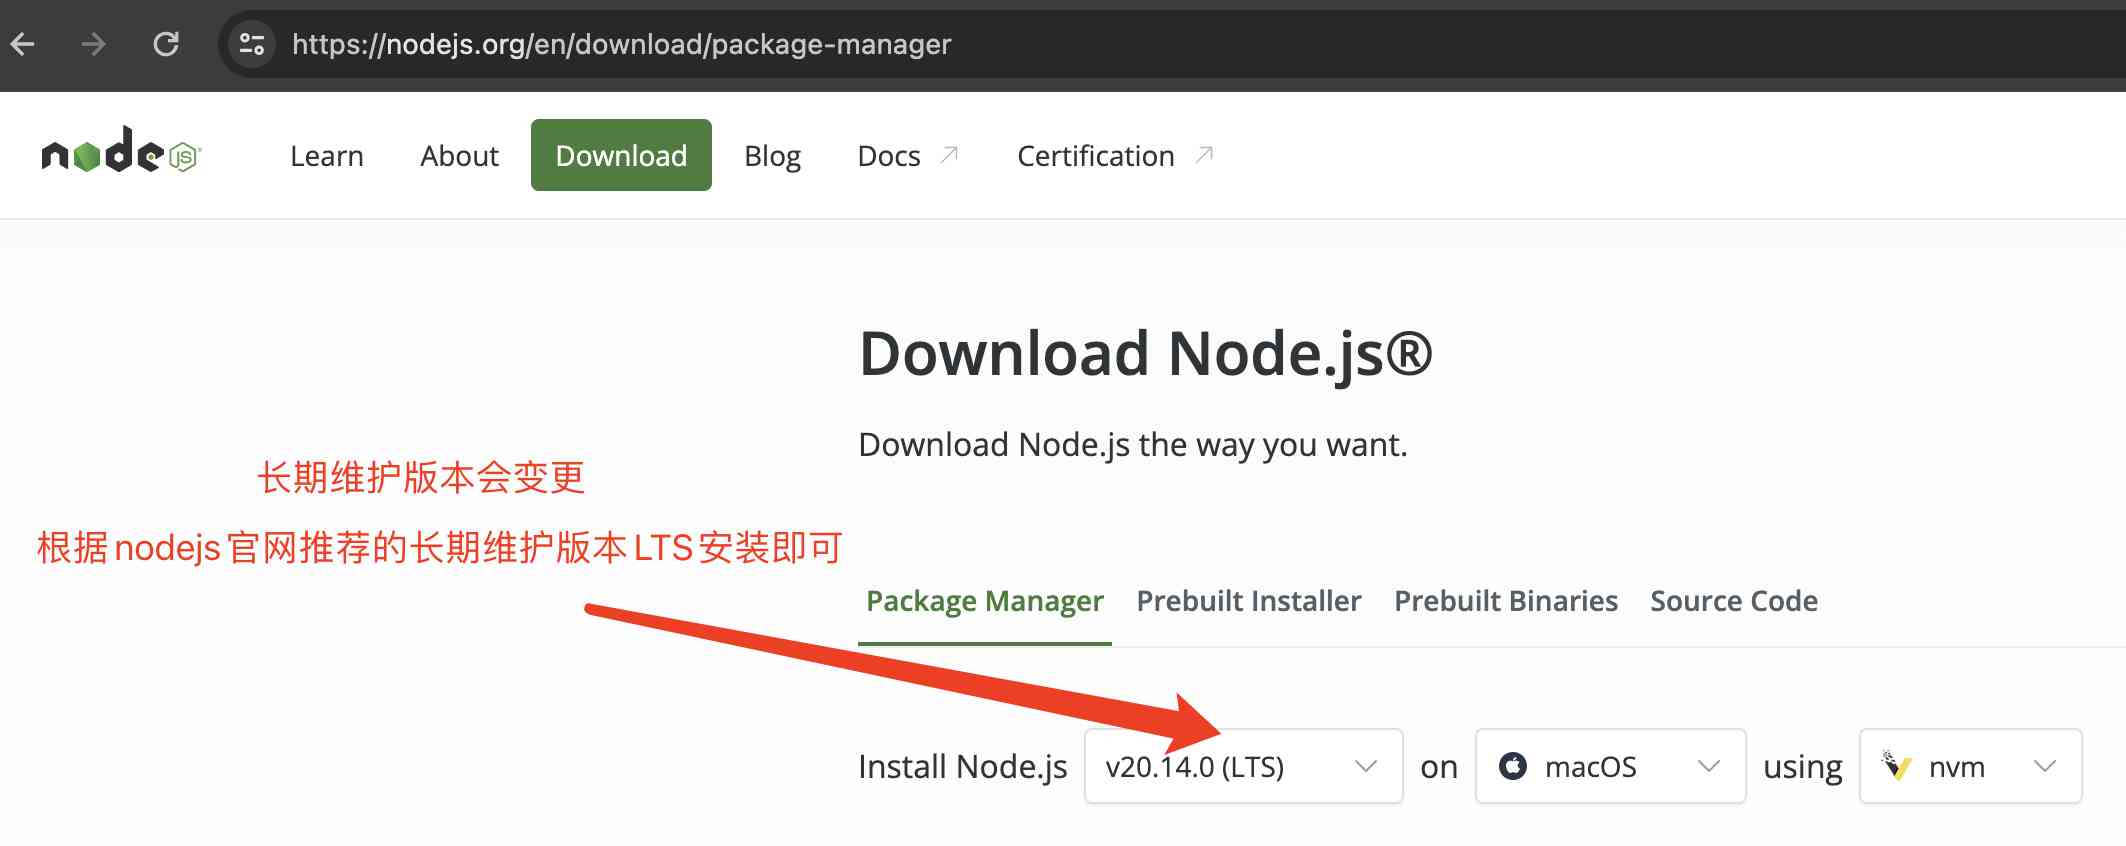 https://nodejs.org/en/download/package-manager
node JS
Learn About Download Blog Docs Certification
Download Node.js®
Download Node.js the way you want.
长期维护版本会变更
根据nodejs官网推荐的长期维护版本LTS安装即可
Package Manager Prebuilt Installer Prebuilt Binaries Source Code
Install Node.js v20.14.0 (LTS) on macOS using nvm